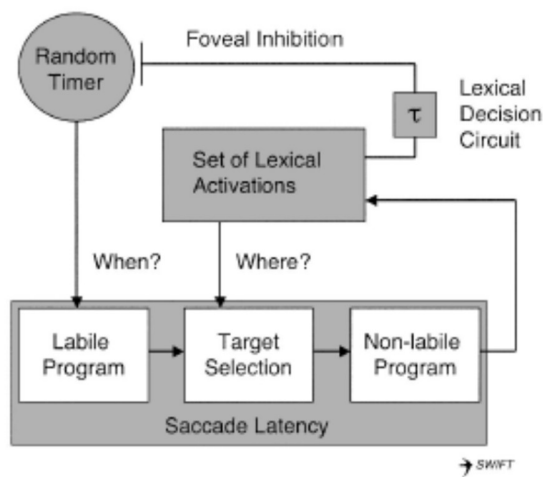 Foveal Inhibition
Random
Timer
Lexical
Decision
Circuit
τ
Set of Lexical
Activations
When?
Where?
Labile
Program
Target
Selection
Non-labile
Program
Saccade Latency
SWIFT